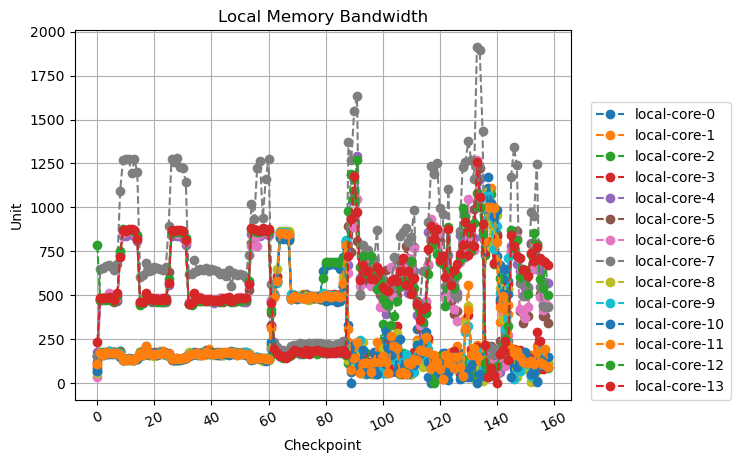 Local Memory Bandwidth
Unit
2000
1750
1500
1250
1000
750
500
250
0
0
20
40
60
80
100
120
140
160
Checkpoint
local-core-0
local-core-1
local-core-2
local-core-3
local-core-4
local-core-5
local-core-6
local-core-7
local-core-8
local-core-9
local-core-10
local-core-11
local-core-12
local-core-13